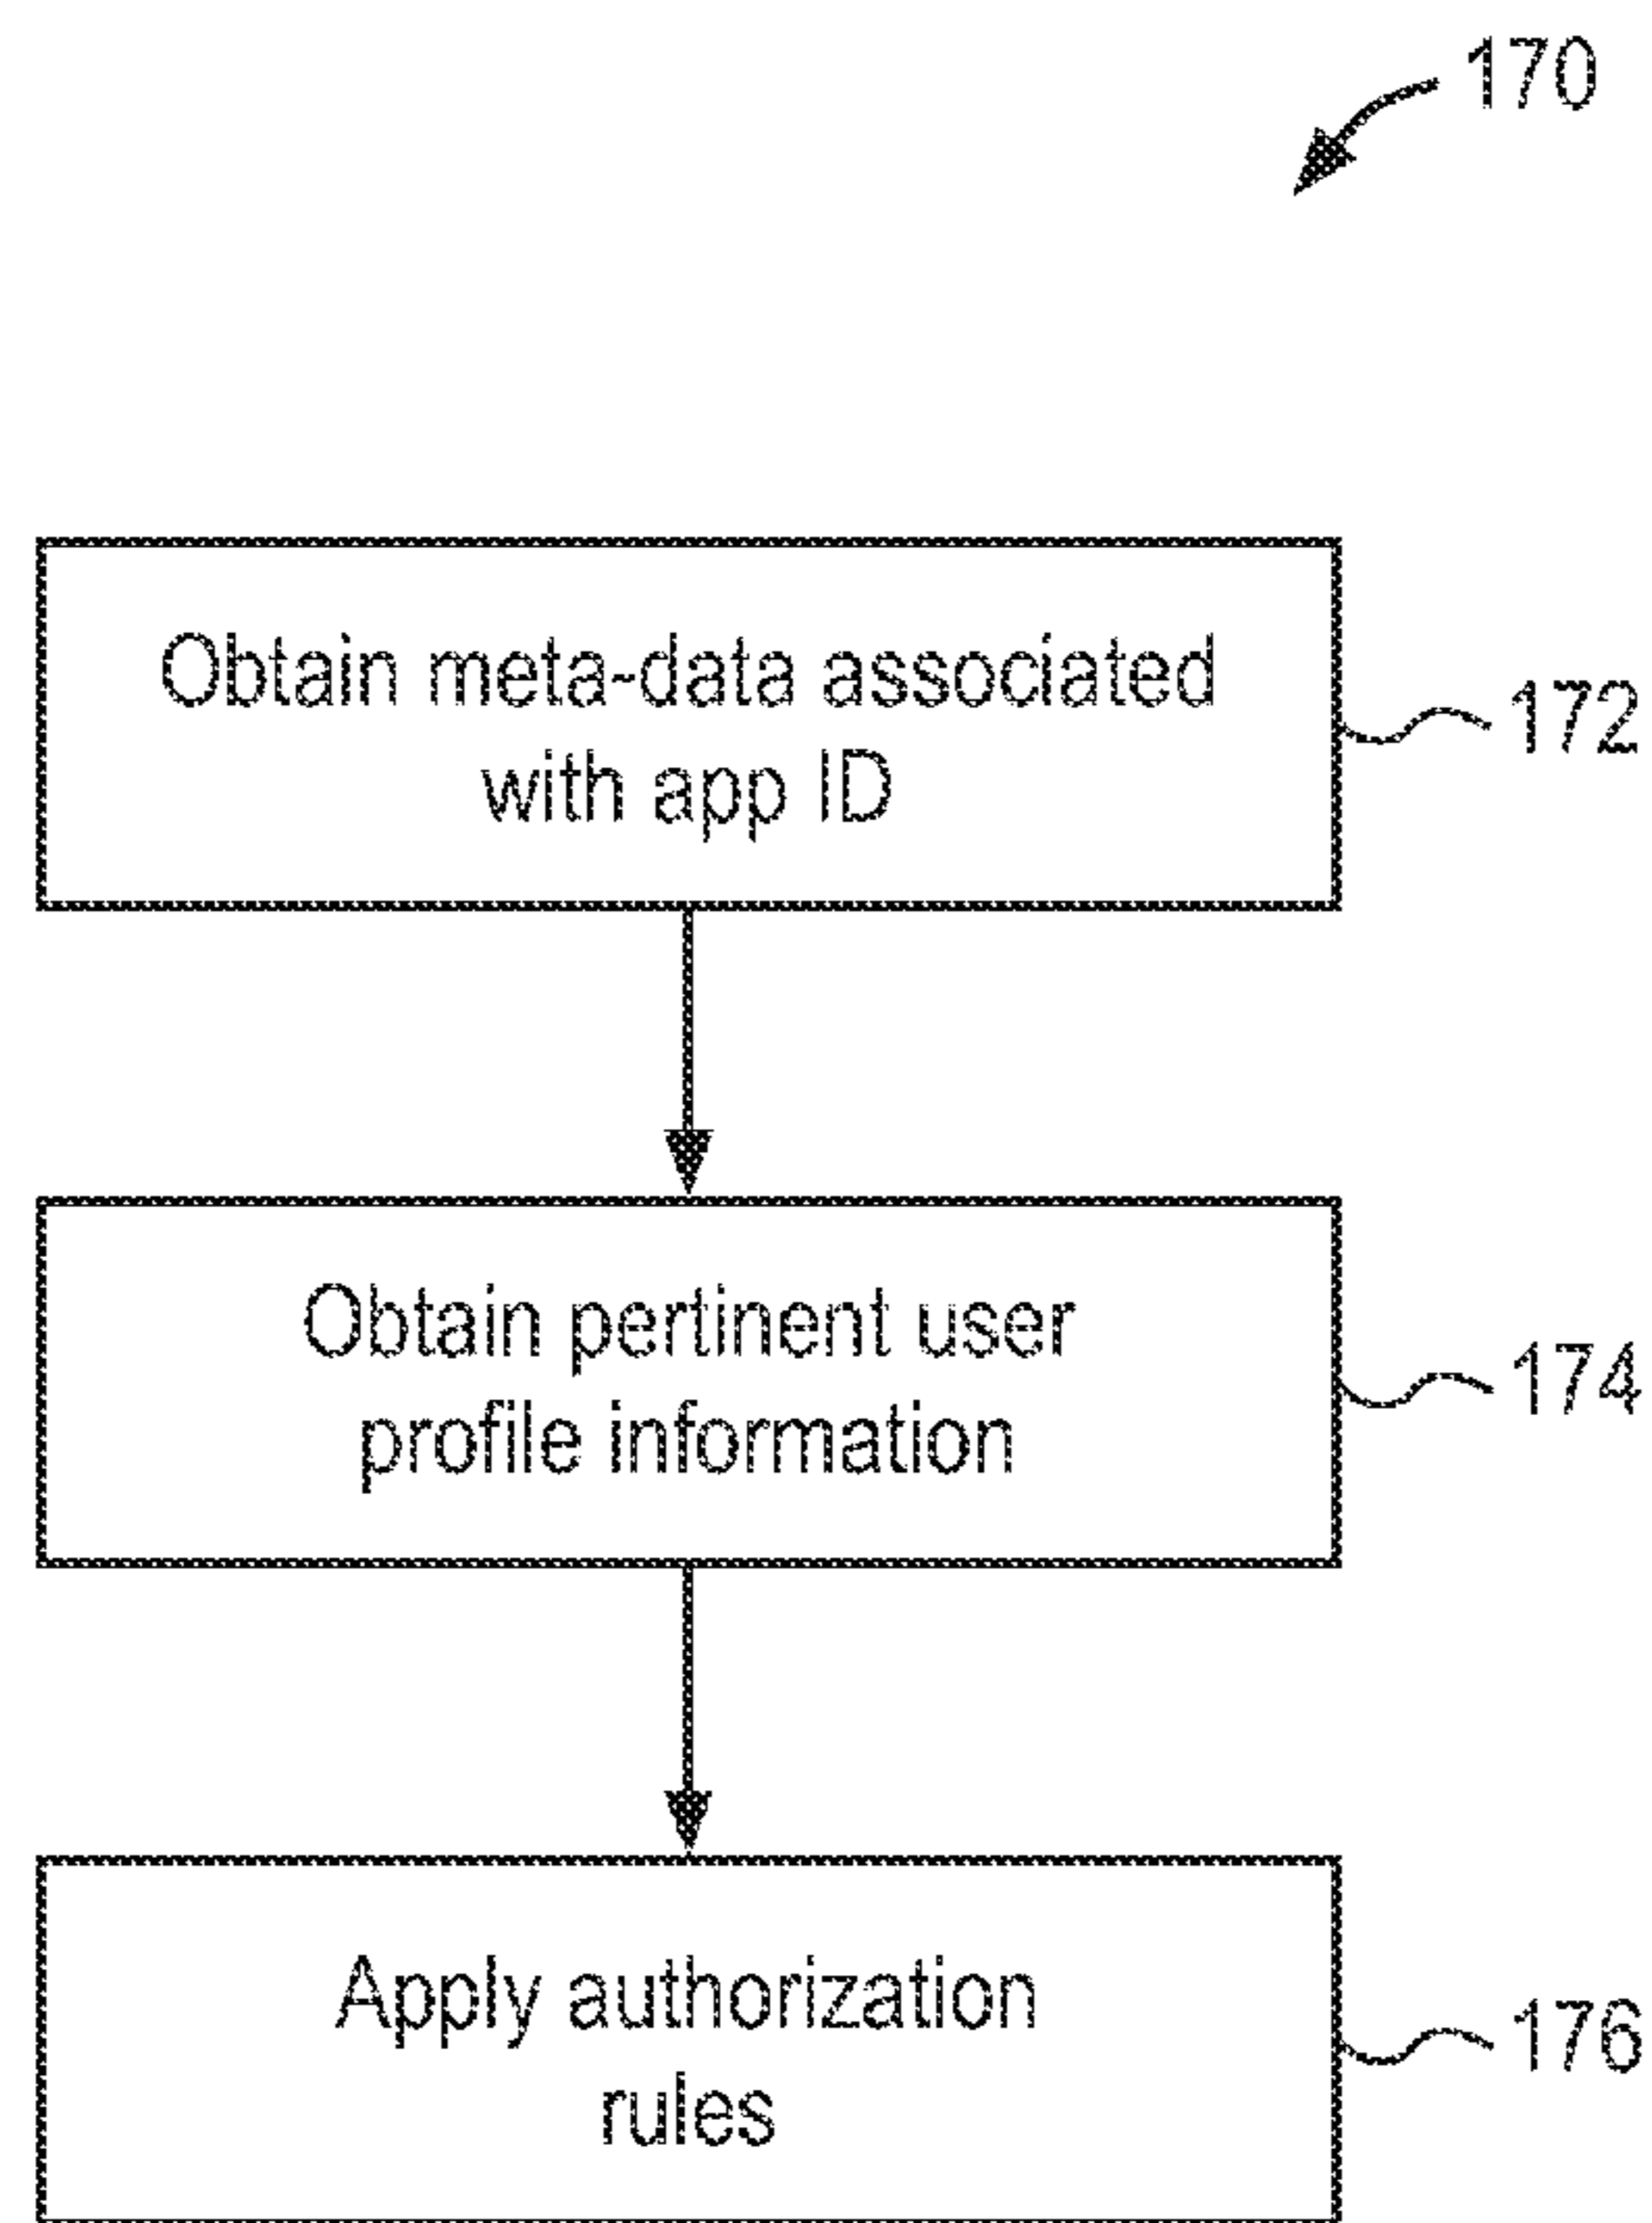 170
Obtain meta-data associated
with app ID
172
Obtain pertinent user
profile information
174
Apply authorization
rules
176